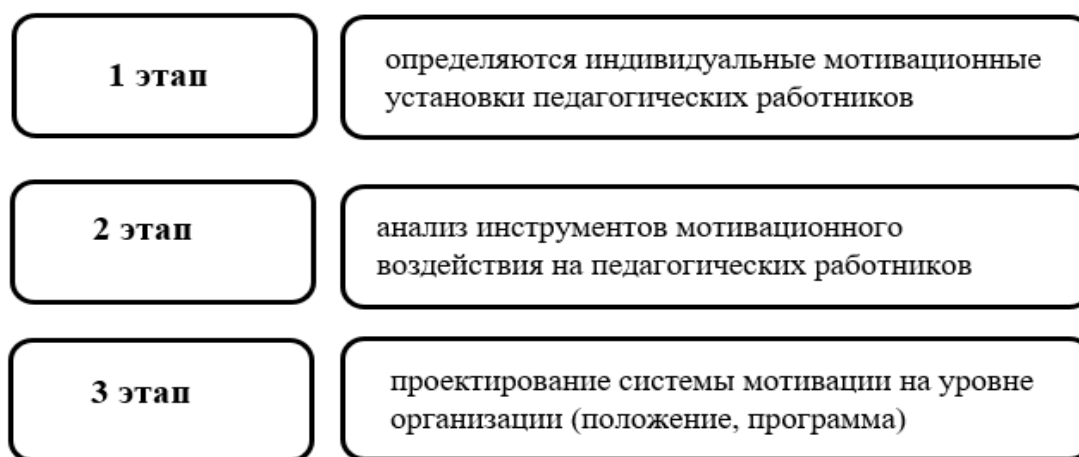 1 этап
определяются индивидуальные мотивационные
установки педагогических работников
2 этап
анализ инструментов мотивационного
воздействия на педагогических работников
3 этап
проектирование системы мотивации на уровне
организации (положение, программа)